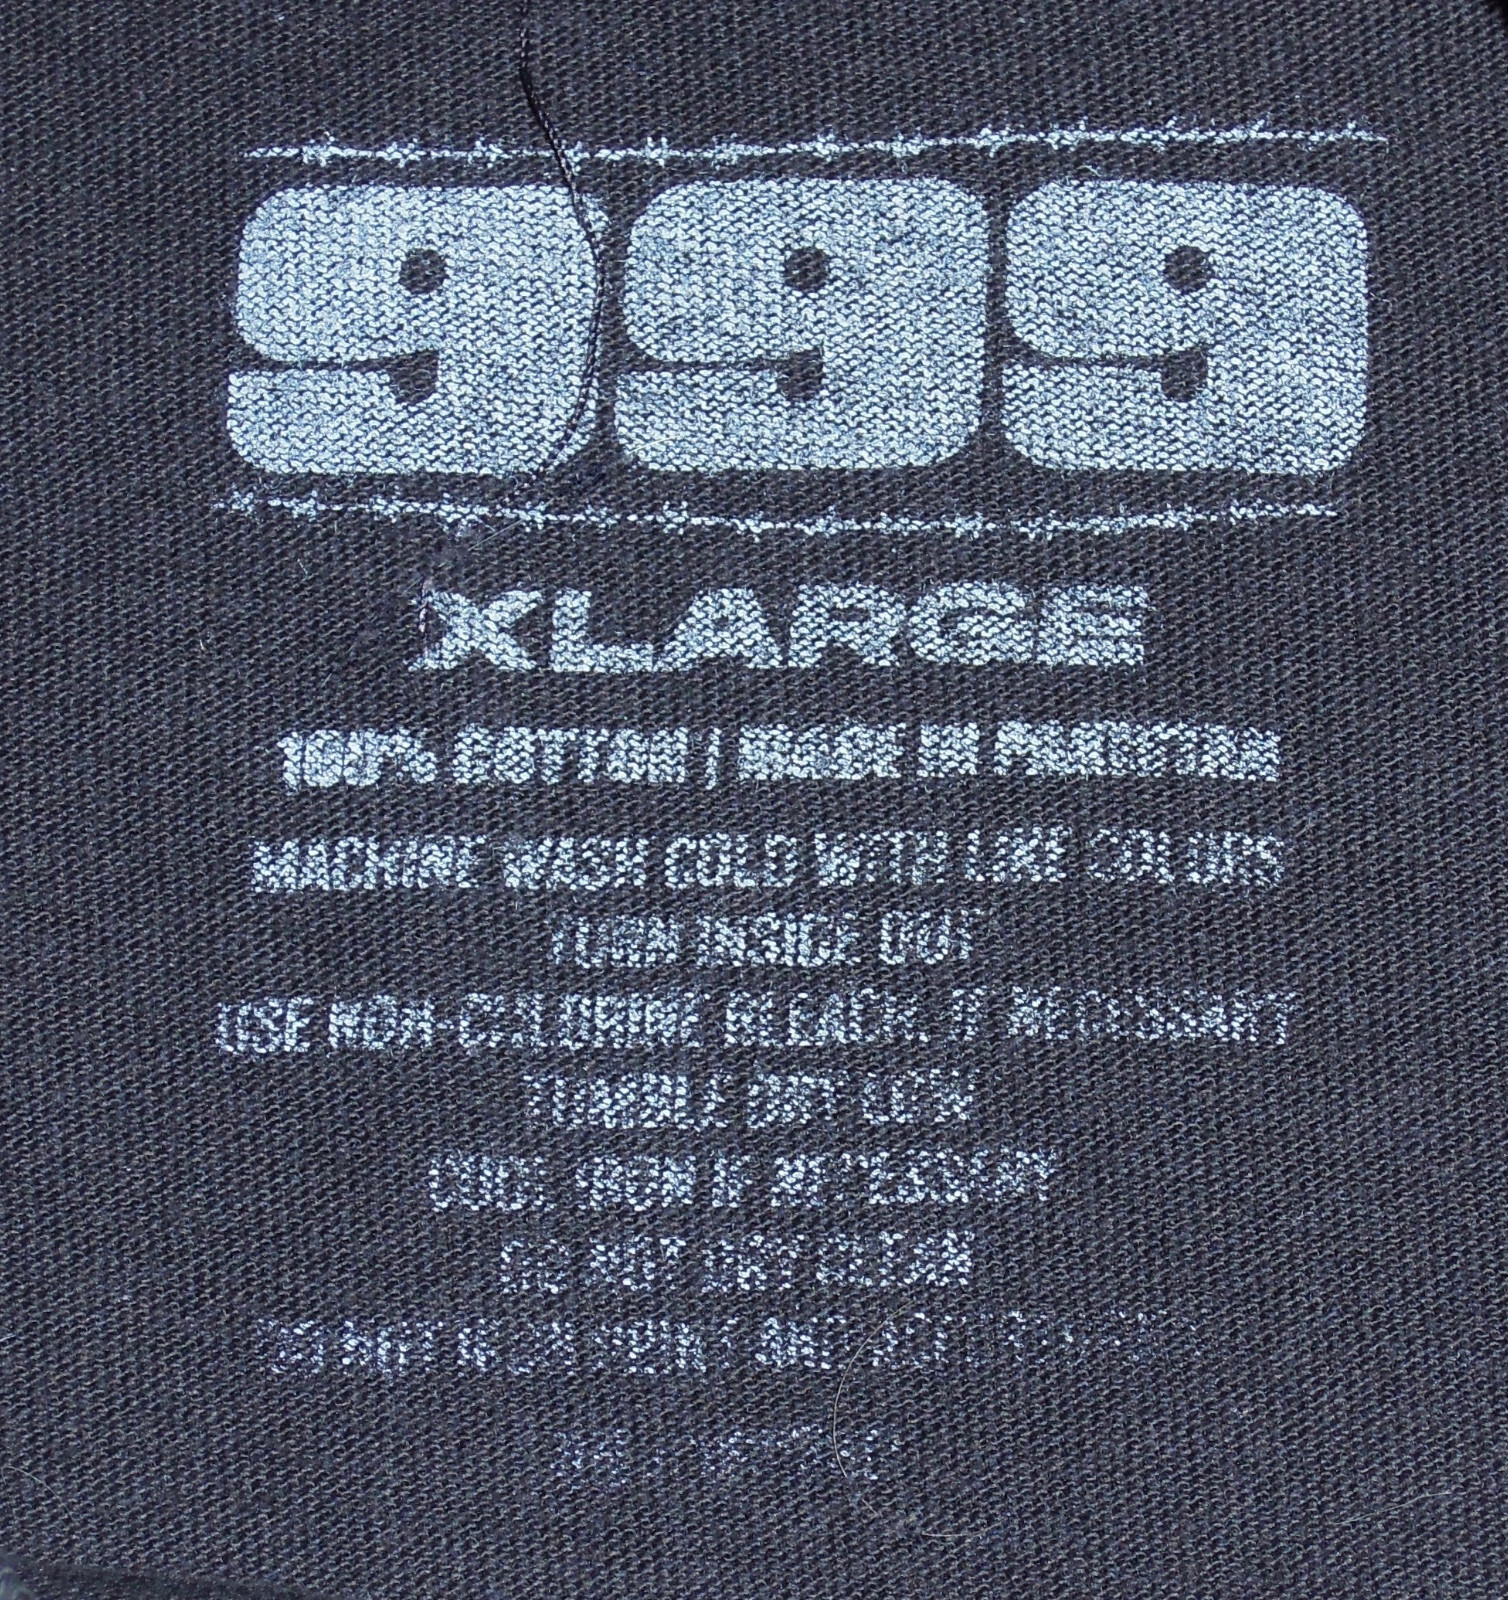 999
XLARGE
100% COTTON | MADE IN PAKISTAN
MACHINE WASH COLD WITH LIKE COLORS
TURN INSIDE OUT
USE NON-CHLORINE BLEACH IF NECESSARY
TUMBLE DRY LOW
COOL IRON IF NECESSARY
DO NOT DRY CLEAN